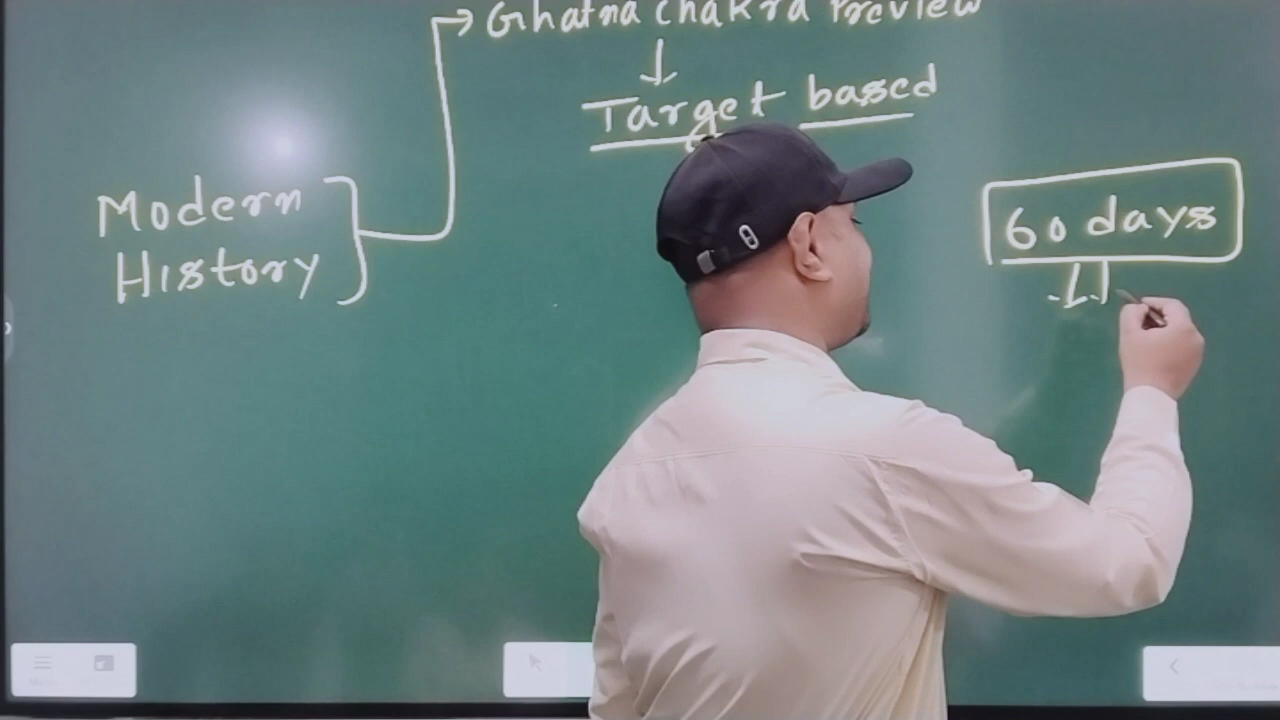 Ghatna Chakra Preview
Target based
Modern
History
60 days